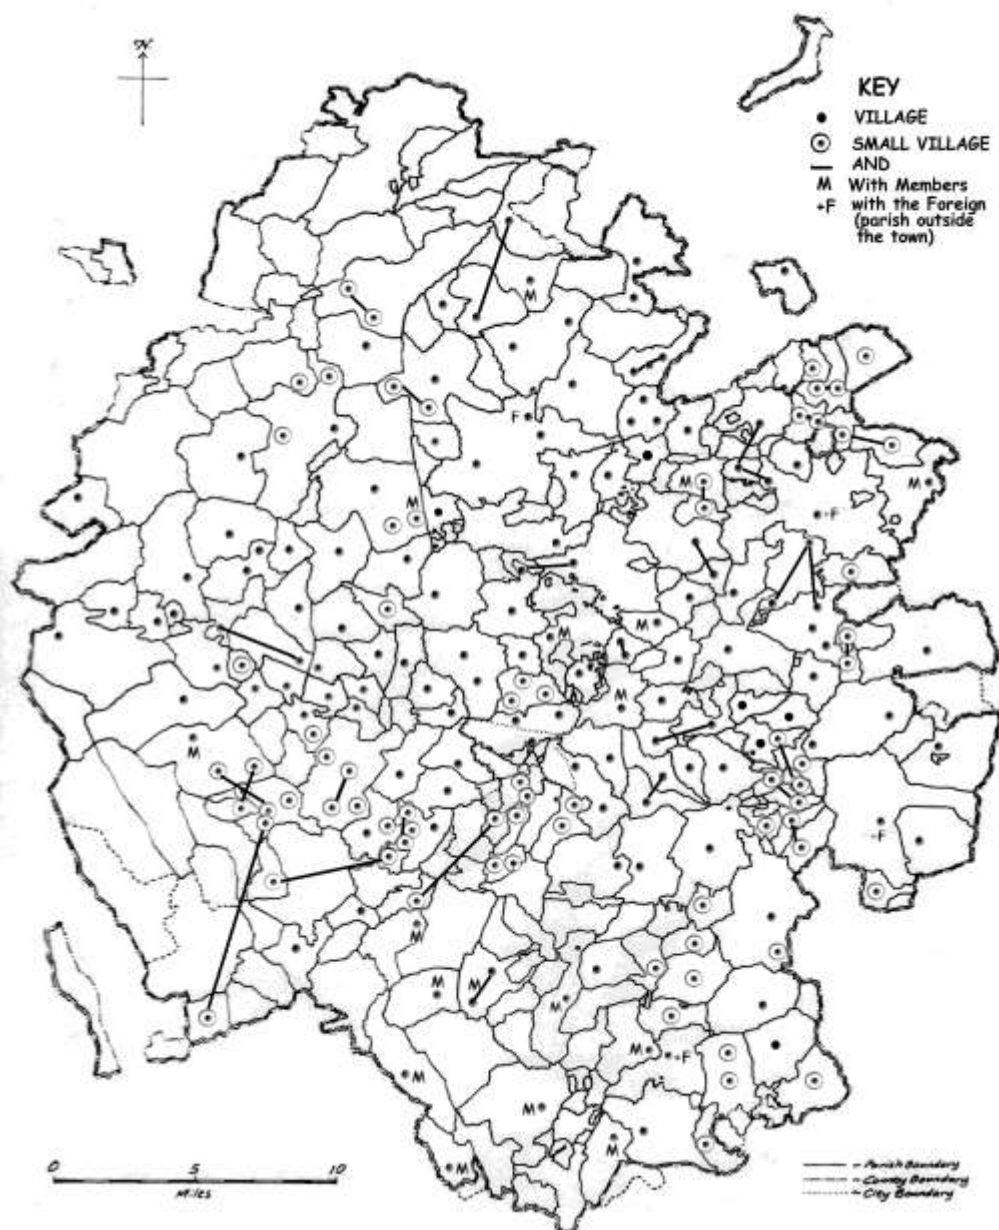 N
KEY
VILLAGE
SMALL VILLAGE
AND
M With Members
+F with the Foreign
(parish outside
the town)
M
F
M
M
M
+F
M
M
M
M
+F
M
M
M
M
M
+F
M
M
M
M
0 5 10
Miles
Parish Boundary
County Boundary
City Boundary